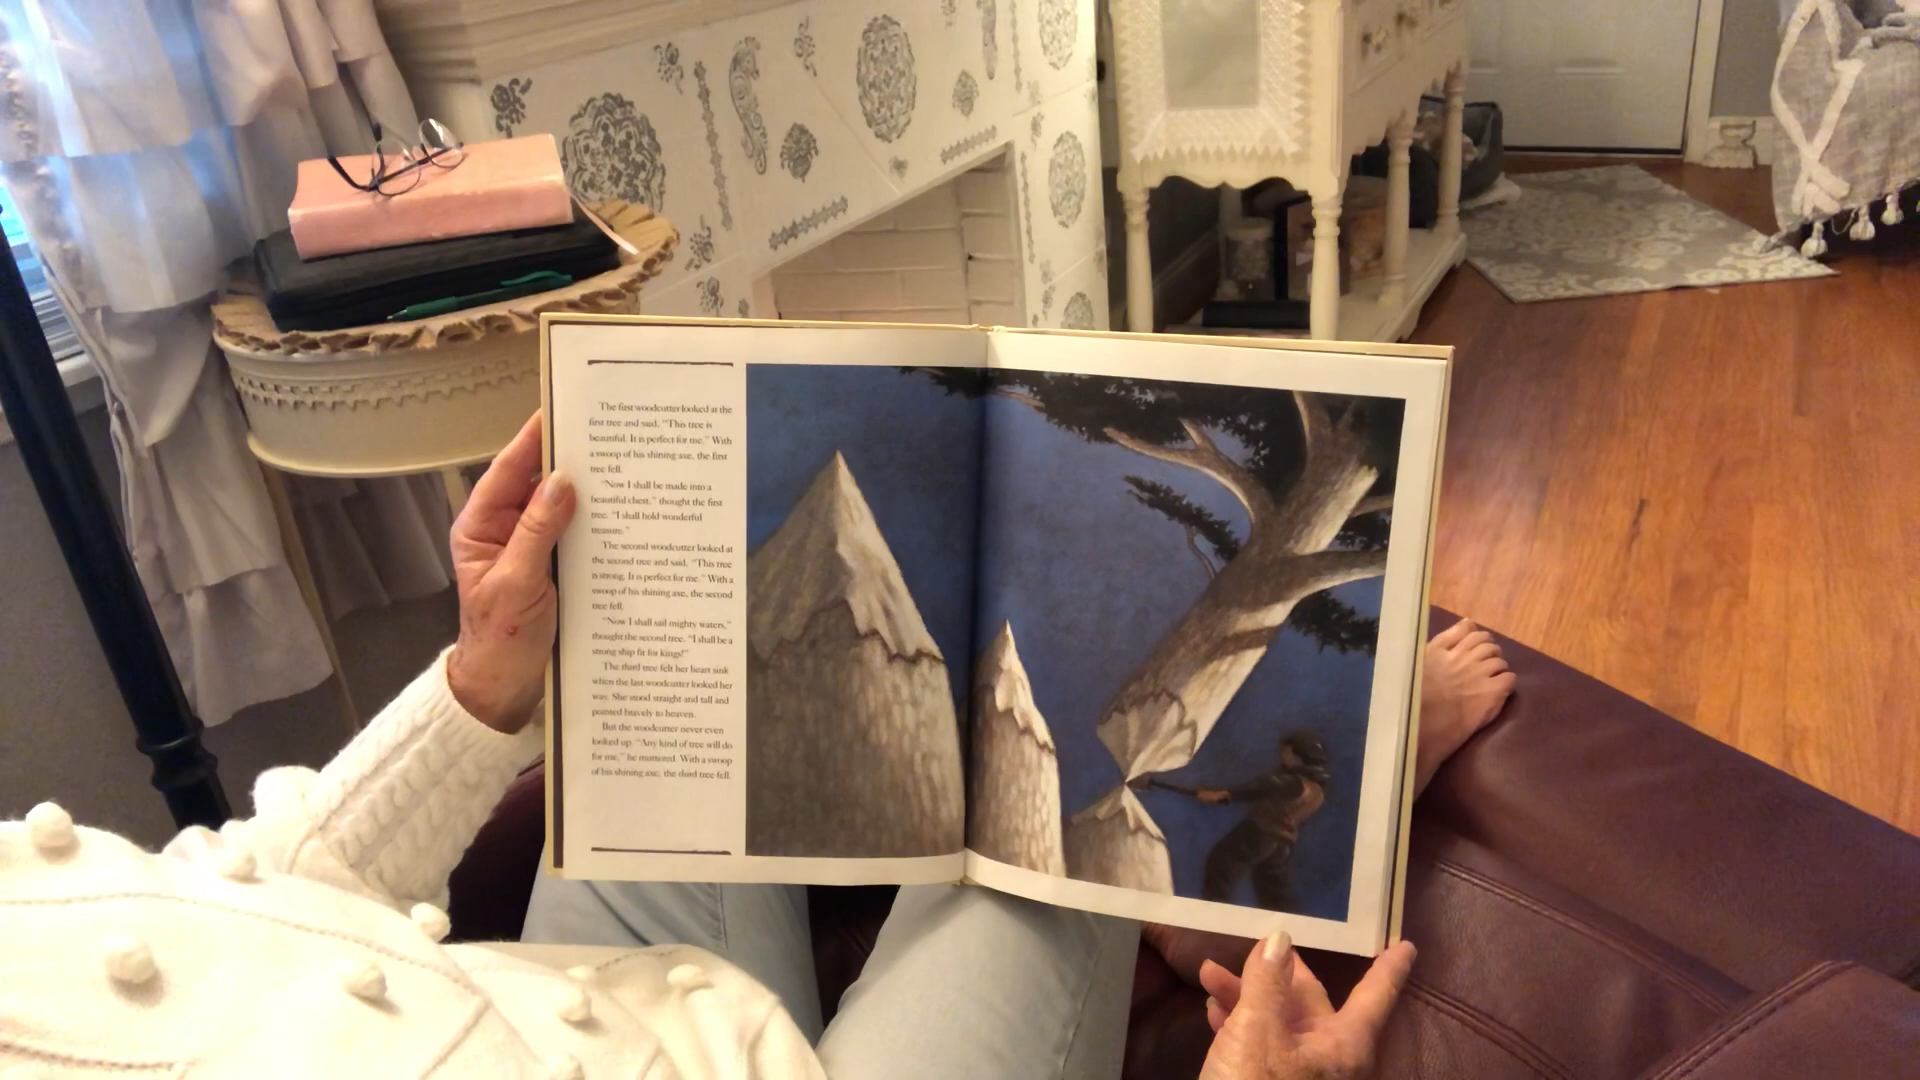 The first woodcutter looked at the
first tree and said, "This tree is
beautiful. It is perfect for me." With
a swoop of his shining axe, the first
tree fell.
"Now I shall be made into a
beautiful chest," thought the first
tree. "I shall hold wonderful
treasure."
The second woodcutter looked at
the second tree and said, "This tree
is strong. It is perfect for me." With a
swoop of his shining axe, the second
tree fell.
"Now I shall sail mighty waters,"
thought the second tree. "I shall be a
strong ship fit for kings!"
The third tree felt her heart sink
when the last woodcutter looked her
way. She stood straight and tall and
pointed bravely to heaven.
But the woodcutter never even
looked up. "Any kind of tree will do
for me," he muttered. With a swoop
of his shining axe, the third tree fell.